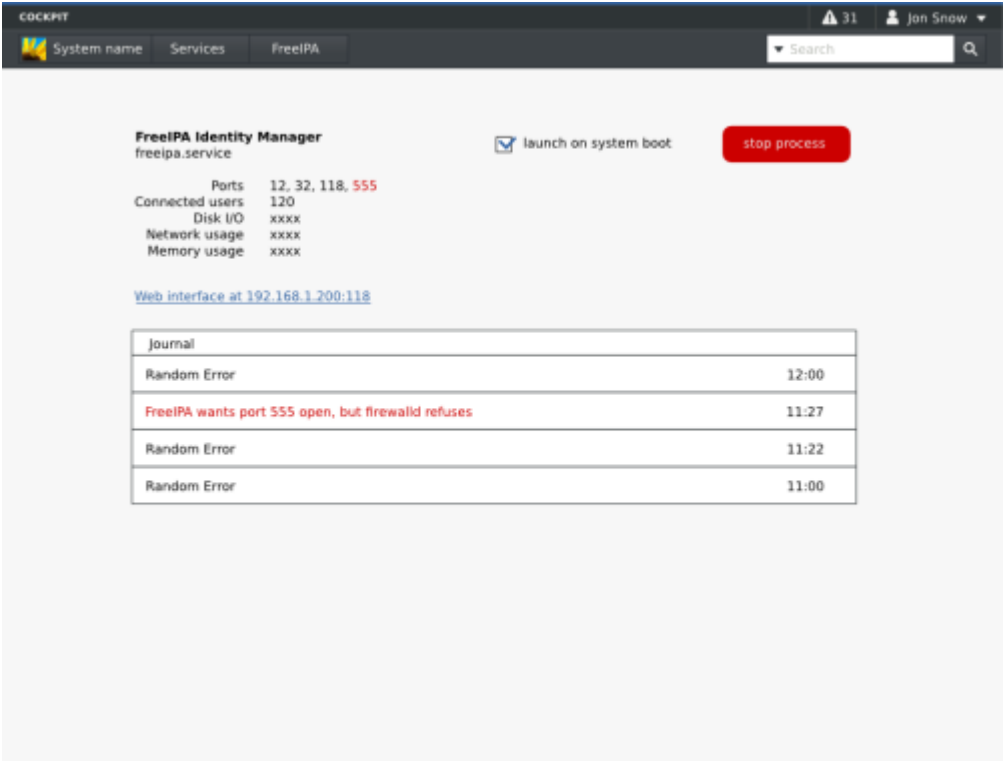 COCKPIT 31 Jon Snow
System name Services FreeIPA Search
FreeIPA Identity Manager
freeipa.service
launch on system boot stop process
Ports 12, 32, 118, 555
Connected users 120
Disk I/O xxxx
Network usage xxxx
Memory usage xxxx
Web interface at 192.168.1.200:118
Journal
Random Error 12:00
FreeIPA wants port 555 open, but firewalld refuses 11:27
Random Error 11:22
Random Error 11:00